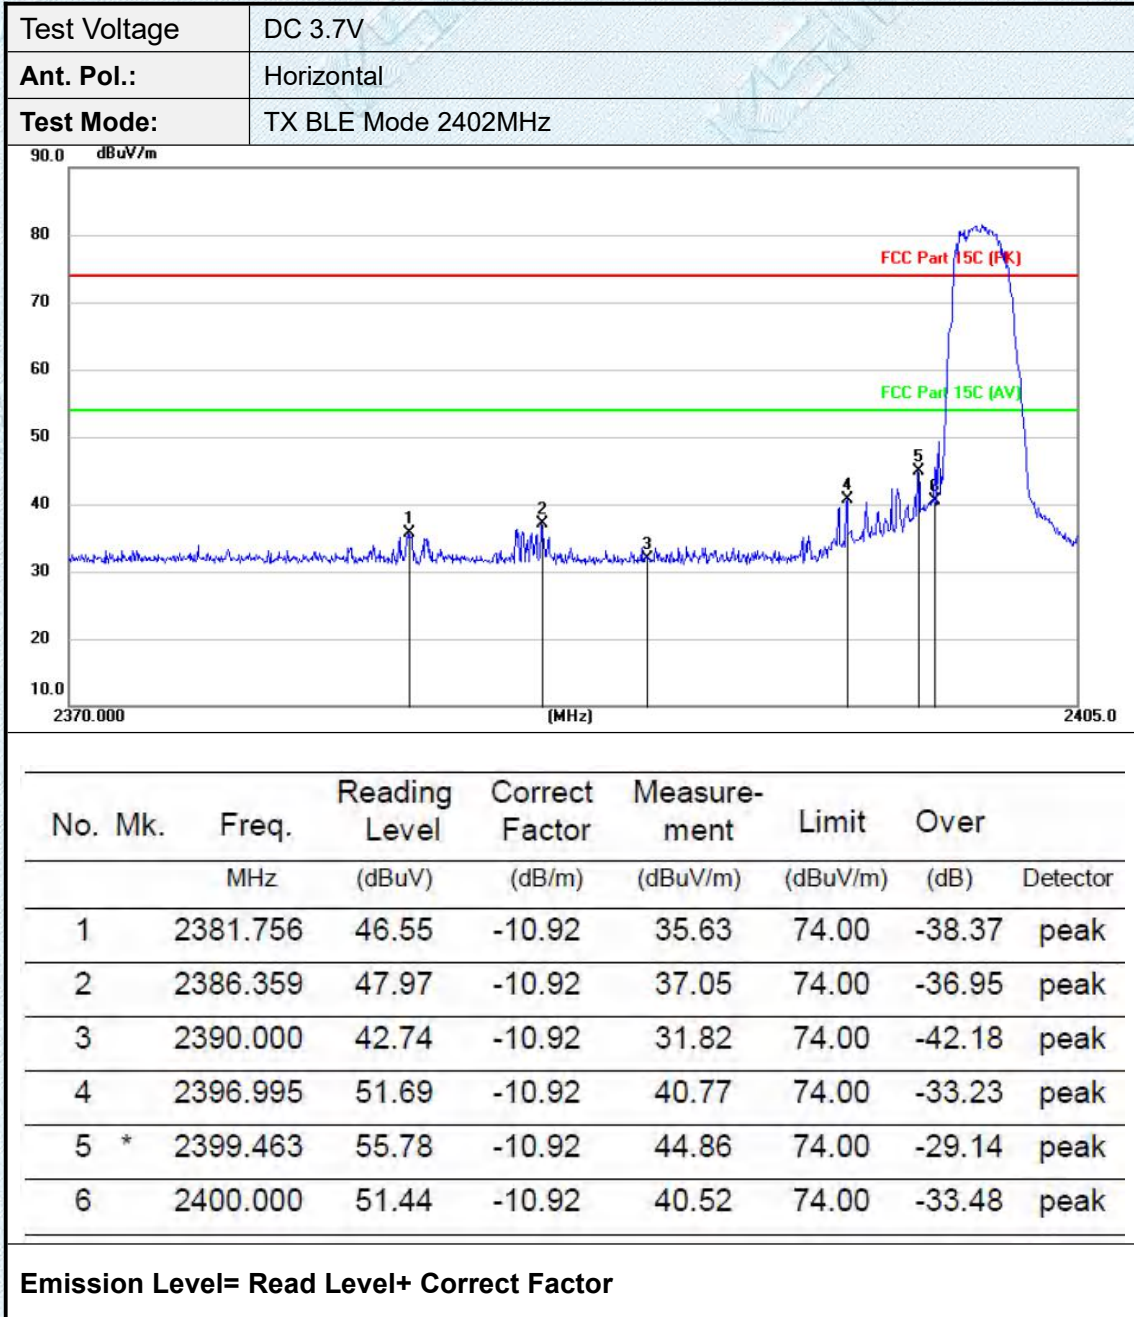 Test Voltage DC 3.7V
Ant. Pol.: Horizontal
Test Mode: TX BLE Mode 2402MHz
90.0 dBuV/m
80
FCC Part 15C (PK)
70
60
FCC Part 15C (AV)
50
5
4 6
40
2
1
3
30
20
10.0
2370.000 (MHz) 2405.0
No. Mk. Freq. Reading Level Correct Factor Measure-ment Limit Over
MHz (dBuV) (dB/m) (dBuV/m) (dBuV/m) (dB) Detector
1 2381.756 46.55 -10.92 35.63 74.00 -38.37 peak
2 2386.359 47.97 -10.92 37.05 74.00 -36.95 peak
3 2390.000 42.74 -10.92 31.82 74.00 -42.18 peak
4 2396.995 51.69 -10.92 40.77 74.00 -33.23 peak
5 * 2399.463 55.78 -10.92 44.86 74.00 -29.14 peak
6 2400.000 51.44 -10.92 40.52 74.00 -33.48 peak
Emission Level= Read Level+ Correct Factor